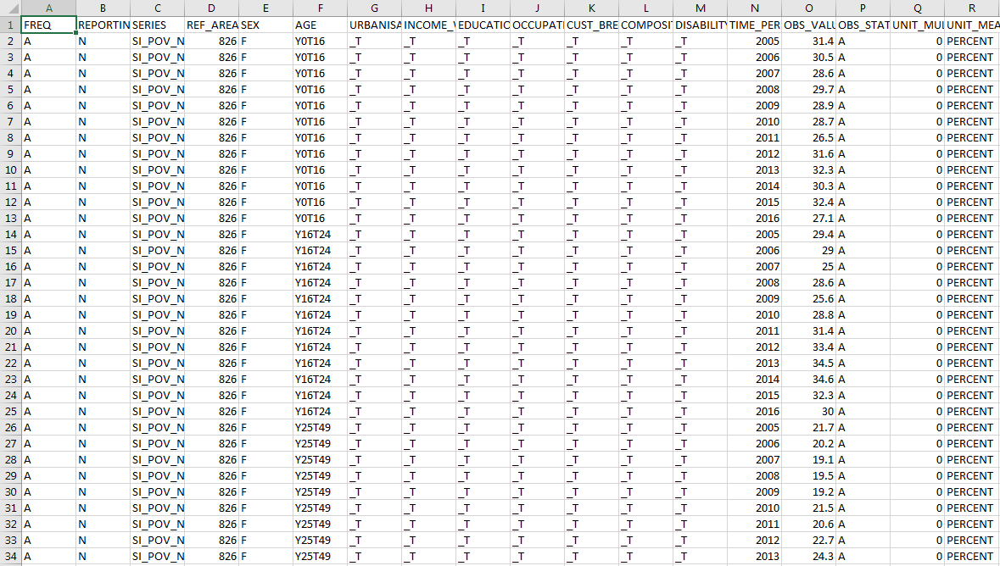 A B C D E F G H I J K L M N O P Q R
1 FREQ REPORTIN SERIES REF_AREA SEX AGE URBANISA INCOME_ EDUCATIO OCCUPATI CUST_BRE COMPOSIT DISABILITY TIME_PER OBS_VALU OBS_STAT UNIT_MUL UNIT_MEA
2 A N SI_POV_N 826 F Y0T16 _T _T _T _T _T _T _T 2005 31.4 A 0 PERCENT
3 A N SI_POV_N 826 F Y0T16 _T _T _T _T _T _T _T 2006 30.5 A 0 PERCENT
4 A N SI_POV_N 826 F Y0T16 _T _T _T _T _T _T _T 2007 28.6 A 0 PERCENT
5 A N SI_POV_N 826 F Y0T16 _T _T _T _T _T _T _T 2008 29.7 A 0 PERCENT
6 A N SI_POV_N 826 F Y0T16 _T _T _T _T _T _T _T 2009 28.9 A 0 PERCENT
7 A N SI_POV_N 826 F Y0T16 _T _T _T _T _T _T _T 2010 28.7 A 0 PERCENT
8 A N SI_POV_N 826 F Y0T16 _T _T _T _T _T _T _T 2011 26.5 A 0 PERCENT
9 A N SI_POV_N 826 F Y0T16 _T _T _T _T _T _T _T 2012 31.6 A 0 PERCENT
10 A N SI_POV_N 826 F Y0T16 _T _T _T _T _T _T _T 2013 32.3 A 0 PERCENT
11 A N SI_POV_N 826 F Y0T16 _T _T _T _T _T _T _T 2014 30.3 A 0 PERCENT
12 A N SI_POV_N 826 F Y0T16 _T _T _T _T _T _T _T 2015 32.4 A 0 PERCENT
13 A N SI_POV_N 826 F Y0T16 _T _T _T _T _T _T _T 2016 27.1 A 0 PERCENT
14 A N SI_POV_N 826 F Y16T24 _T _T _T _T _T _T _T 2005 29.4 A 0 PERCENT
15 A N SI_POV_N 826 F Y16T24 _T _T _T _T _T _T _T 2006 29 A 0 PERCENT
16 A N SI_POV_N 826 F Y16T24 _T _T _T _T _T _T _T 2007 25 A 0 PERCENT
17 A N SI_POV_N 826 F Y16T24 _T _T _T _T _T _T _T 2008 28.6 A 0 PERCENT
18 A N SI_POV_N 826 F Y16T24 _T _T _T _T _T _T _T 2009 25.6 A 0 PERCENT
19 A N SI_POV_N 826 F Y16T24 _T _T _T _T _T _T _T 2010 28.8 A 0 PERCENT
20 A N SI_POV_N 826 F Y16T24 _T _T _T _T _T _T _T 2011 31.4 A 0 PERCENT
21 A N SI_POV_N 826 F Y16T24 _T _T _T _T _T _T _T 2012 33.4 A 0 PERCENT
22 A N SI_POV_N 826 F Y16T24 _T _T _T _T _T _T _T 2013 34.5 A 0 PERCENT
23 A N SI_POV_N 826 F Y16T24 _T _T _T _T _T _T _T 2014 34.6 A 0 PERCENT
24 A N SI_POV_N 826 F Y16T24 _T _T _T _T _T _T _T 2015 32.3 A 0 PERCENT
25 A N SI_POV_N 826 F Y16T24 _T _T _T _T _T _T _T 2016 30 A 0 PERCENT
26 A N SI_POV_N 826 F Y25T49 _T _T _T _T _T _T _T 2005 21.7 A 0 PERCENT
27 A N SI_POV_N 826 F Y25T49 _T _T _T _T _T _T _T 2006 20.2 A 0 PERCENT
28 A N SI_POV_N 826 F Y25T49 _T _T _T _T _T _T _T 2007 19.1 A 0 PERCENT
29 A N SI_POV_N 826 F Y25T49 _T _T _T _T _T _T _T 2008 19.5 A 0 PERCENT
30 A N SI_POV_N 826 F Y25T49 _T _T _T _T _T _T _T 2009 19.2 A 0 PERCENT
31 A N SI_POV_N 826 F Y25T49 _T _T _T _T _T _T _T 2010 21.5 A 0 PERCENT
32 A N SI_POV_N 826 F Y25T49 _T _T _T _T _T _T _T 2011 20.6 A 0 PERCENT
33 A N SI_POV_N 826 F Y25T49 _T _T _T _T _T _T _T 2012 22.7 A 0 PERCENT
34 A N SI_POV_N 826 F Y25T49 _T _T _T _T _T _T _T 2013 24.3 A 0 PERCENT